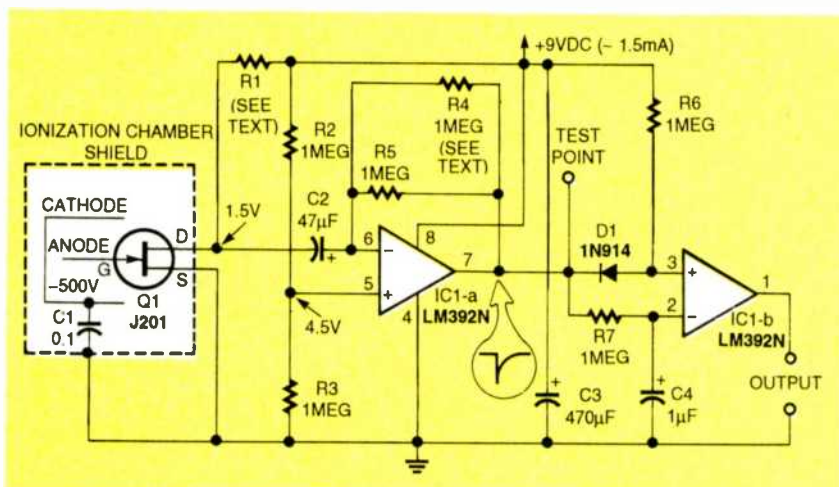 +9VDC (~ 1.5mA)
R1
(SEE
TEXT)
R4
1MEG
(SEE
TEXT)
R6
1MEG
TEST
POINT
IONIZATION CHAMBER
SHIELD
R2
1MEG
R5
1MEG
CATHODE
ANODE
G
D
S
-500V
C1
0.1
Q1
J201
1.5V
C2
47µF
+
6
-
5
+
8
7
4
IC1-a
LM392N
4.5V
D1
1N914
3
+
2
-
1
IC1-b
LM392N
R7
1MEG
R3
1MEG
+
C3
470µF
+
C4
1µF
OUTPUT